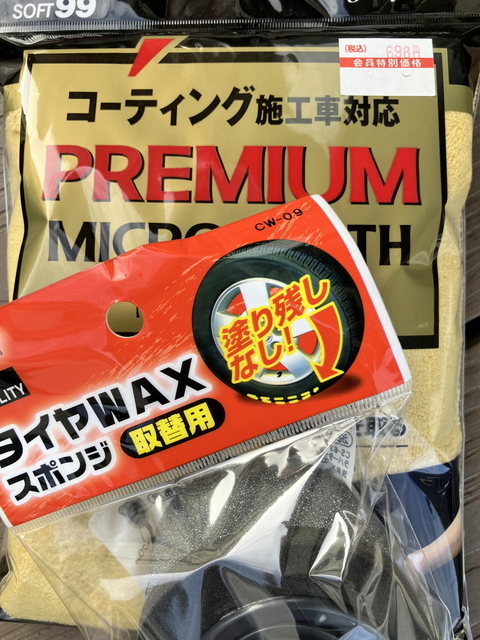 SOFT99
(税込) 698円
会員特別価格
コーティング施工車対応
PREMIUM
CW-09
塗り残し
なし!
LITY
タイヤWAX
スポンジ 取替用